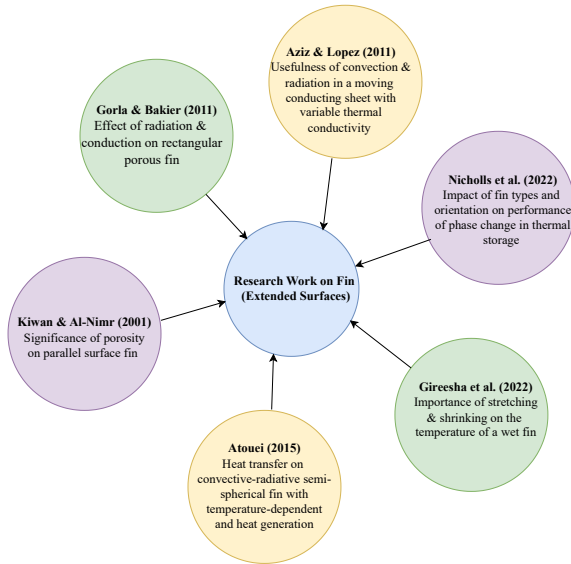 Aziz & Lopez (2011)
Usefulness of convection &
radiation in a moving
conducting sheet with
variable thermal
conductivity
Gorla & Bakier (2011)
Effect of radiation &
conduction on rectangular
porous fin
Nicholls et al. (2022)
Impact of fin types and
orientation on performance
of phase change in thermal
storage
Research Work on Fin
(Extended Surfaces)
Kiwan & Al-Nimr (2001)
Significance of porosity
on parallel surface fin
Gireesha et al. (2022)
Importance of stretching
& shrinking on the
temperature of a wet fin
Atouei (2015)
Heat transfer on
convective-radiative semi-
spherical fin with
temperature-dependent
and heat generation